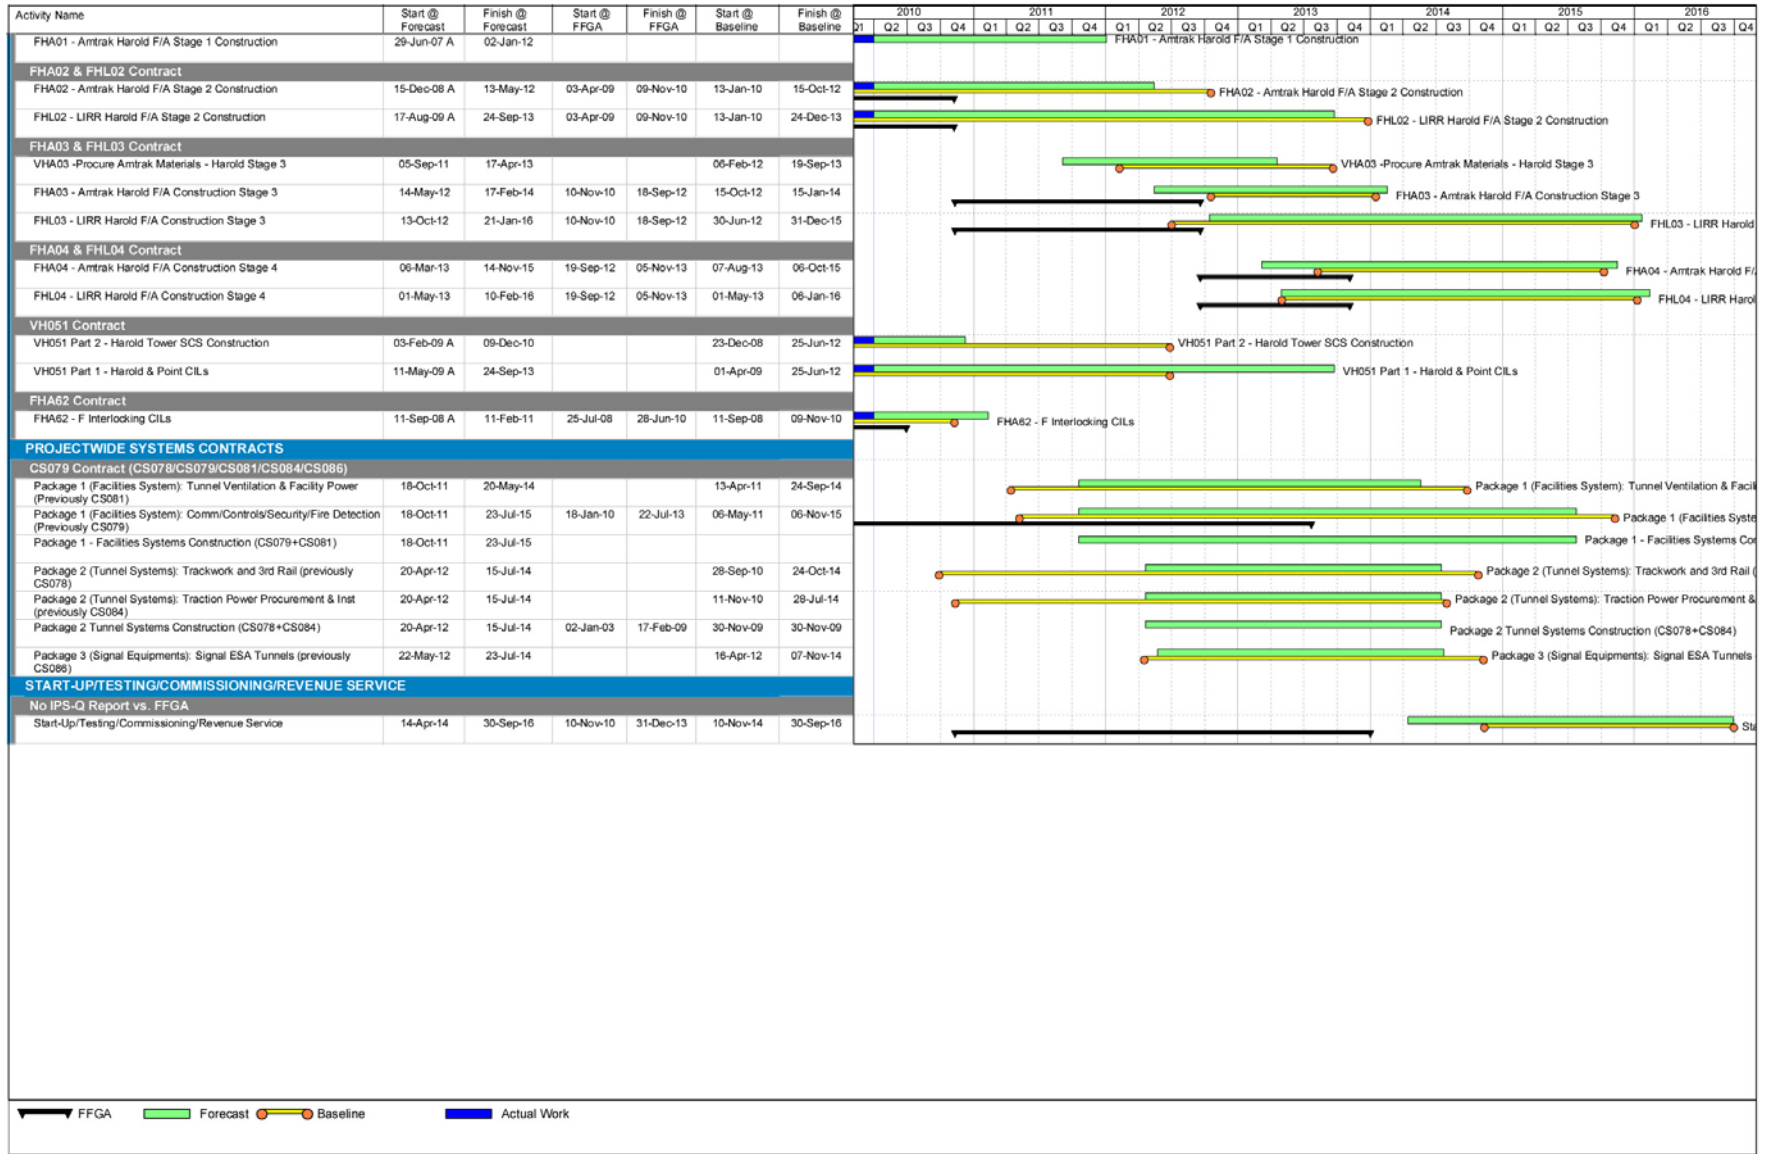 Activity Name Start @ Forecast Finish @ Forecast Start @ FFGA Finish @ FFGA Start @ Baseline Finish @ Baseline 2010 2011 2012 2013 2014 2015 2016
Q1 Q2 Q3 Q4 Q1 Q2 Q3 Q4 Q1 Q2 Q3 Q4 Q1 Q2 Q3 Q4 Q1 Q2 Q3 Q4 Q1 Q2 Q3 Q4 Q1 Q2 Q3 Q4
FHA01 - Amtrak Harold F/A Stage 1 Construction 29-Jun-07 A 02-Jan-12 FHA01 - Amtrak Harold F/A Stage 1 Construction
FHA02 & FHL02 Contract
FHA02 - Amtrak Harold F/A Stage 2 Construction 15-Dec-08 A 13-May-12 03-Apr-09 09-Nov-10 13-Jan-10 15-Oct-12 FHA02 - Amtrak Harold F/A Stage 2 Construction
FHL02 - LIRR Harold F/A Stage 2 Construction 17-Aug-09 A 24-Sep-13 03-Apr-09 09-Nov-10 13-Jan-10 24-Dec-13 FHL02 - LIRR Harold F/A Stage 2 Construction
FHA03 & FHL03 Contract
VHA03 -Procure Amtrak Materials - Harold Stage 3 05-Sep-11 17-Apr-13 06-Feb-12 19-Sep-13 VHA03 -Procure Amtrak Materials - Harold Stage 3
FHA03 - Amtrak Harold F/A Construction Stage 3 14-May-12 17-Feb-14 10-Nov-10 18-Sep-12 15-Oct-12 15-Jan-14 FHA03 - Amtrak Harold F/A Construction Stage 3
FHL03 - LIRR Harold F/A Construction Stage 3 13-Oct-12 21-Jan-16 10-Nov-10 18-Sep-12 30-Jun-12 31-Dec-15 FHL03 - LIRR Harold
FHA04 & FHL04 Contract
FHA04 - Amtrak Harold F/A Construction Stage 4 06-Mar-13 14-Nov-15 19-Sep-12 05-Nov-13 07-Aug-13 06-Oct-15 FHA04 - Amtrak Harold F/
FHL04 - LIRR Harold F/A Construction Stage 4 01-May-13 10-Feb-16 19-Sep-12 05-Nov-13 01-May-13 06-Jan-16 FHL04 - LIRR Harol
VH051 Contract
VH051 Part 2 - Harold Tower SCS Construction 03-Feb-09 A 09-Dec-10 23-Dec-08 25-Jun-12 VH051 Part 2 - Harold Tower SCS Construction
VH051 Part 1 - Harold & Point CILs 11-May-09 A 24-Sep-13 01-Apr-09 25-Jun-12 VH051 Part 1 - Harold & Point CILs
FHA62 Contract
FHA62 - F Interlocking CILs 11-Sep-08 A 11-Feb-11 25-Jul-08 28-Jun-10 11-Sep-08 09-Nov-10 FHA62 - F Interlocking CILs
PROJECTWIDE SYSTEMS CONTRACTS
CS079 Contract (CS078/CS079/CS081/CS084/CS086)
Package 1 (Facilities System): Tunnel Ventilation & Facility Power 18-Oct-11 20-May-14 13-Apr-11 24-Sep-14 Package 1 (Facilities System): Tunnel Ventilation & Facili
(Previously CS081)
Package 1 (Facilities System): Comm/Controls/Security/Fire Detection 18-Oct-11 23-Jul-15 18-Jan-10 22-Jul-13 06-May-11 06-Nov-15 Package 1 (Facilities Syste
(Previously CS079)
Package 1 - Facilities Systems Construction (CS079+CS081) 18-Oct-11 23-Jul-15 Package 1 - Facilities Systems Cor
Package 2 (Tunnel Systems): Trackwork and 3rd Rail (previously 20-Apr-12 15-Jul-14 28-Sep-10 24-Oct-14 Package 2 (Tunnel Systems): Trackwork and 3rd Rail (
CS078)
Package 2 (Tunnel Systems): Traction Power Procurement & Inst 20-Apr-12 15-Jul-14 11-Nov-10 28-Jul-14 Package 2 (Tunnel Systems): Traction Power Procurement &
(previously CS084)
Package 2 Tunnel Systems Construction (CS078+CS084) 20-Apr-12 15-Jul-14 02-Jan-03 17-Feb-09 30-Nov-09 30-Nov-09 Package 2 Tunnel Systems Construction (CS078+CS084)
Package 3 (Signal Equipments): Signal ESA Tunnels (previously 22-May-12 23-Jul-14 16-Apr-12 07-Nov-14 Package 3 (Signal Equipments): Signal ESA Tunnels
CS086)
START-UP/TESTING/COMMISSIONING/REVENUE SERVICE
No IPS-Q Report vs. FFGA
Start-Up/Testing/Commissioning/Revenue Service 14-Apr-14 30-Sep-16 10-Nov-10 31-Dec-13 10-Nov-14 30-Sep-16 Sta
FFGA Forecast Baseline Actual Work